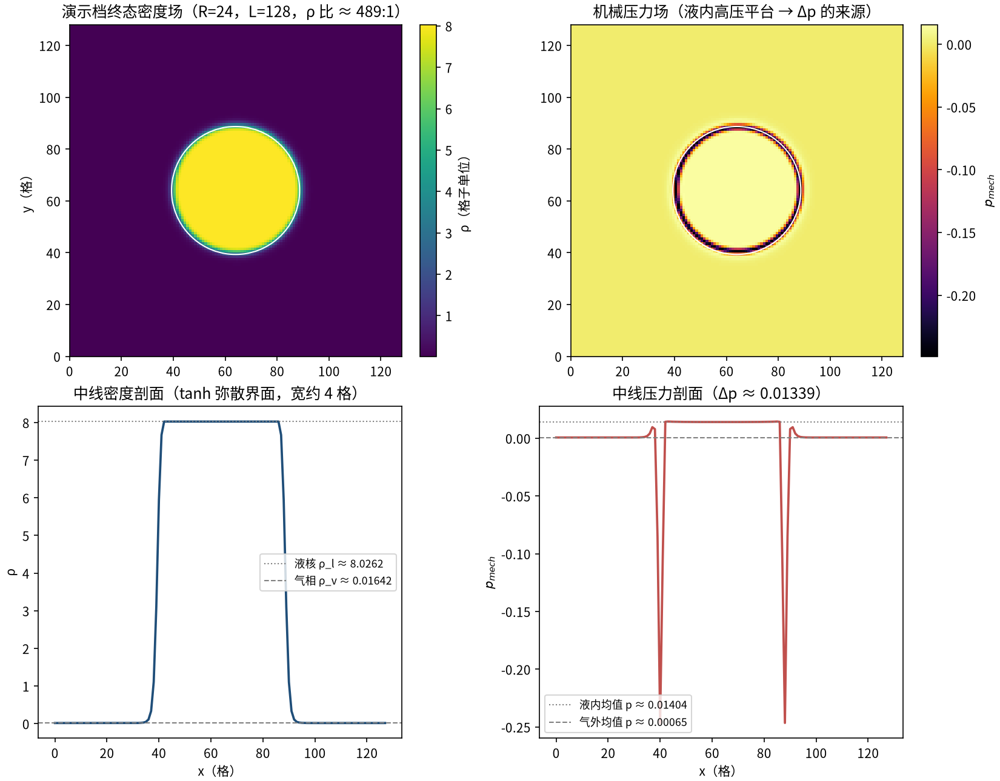 演示档终态密度场（R=24，L=128，ρ 比 ≈ 489:1）
120
100
80
60
40
20
0
y（格）
0 20 40 60 80 100 120
8
7
6
5
4
3
2
1
ρ（格子单位）
机械压力场（液内高压平台 → Δp 的来源）
120
100
80
60
40
20
0
0 20 40 60 80 100 120
0.00
-0.05
-0.10
-0.15
-0.20
p_mech
中线密度剖面（tanh 弥散界面，宽约 4 格）
8
7
6
5
4
3
2
1
0
ρ
液核 ρ_l ≈ 8.0262
气相 ρ_v ≈ 0.01642
0 20 40 60 80 100 120
x（格）
中线压力剖面（Δp ≈ 0.01339）
0.00
-0.05
-0.10
-0.15
-0.20
-0.25
p_mech
液内均值 p ≈ 0.01404
气外均值 p ≈ 0.00065
0 20 40 60 80 100 120
x（格）